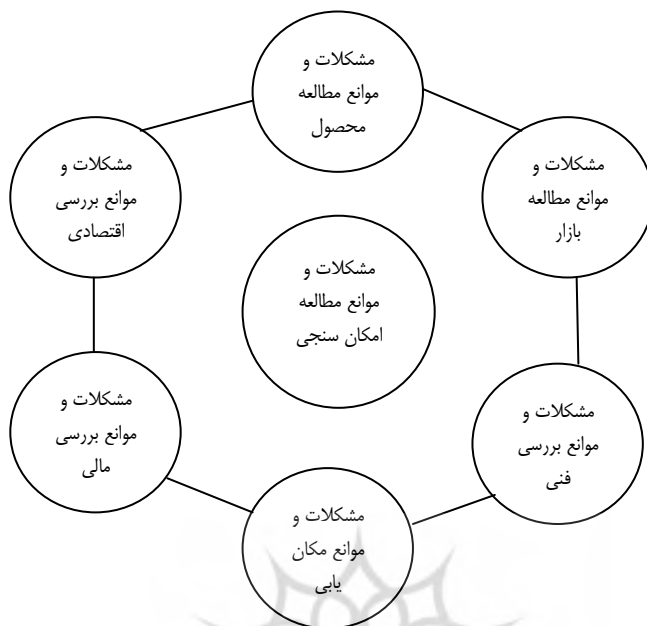 مشکلات و
موانع مطالعه
محصول
مشکلات و
موانع مطالعه
بازار
مشکلات و
موانع بررسی
فنی
مشکلات و
موانع مکان
یابی
مشکلات و
موانع بررسی
مالی
مشکلات و
موانع بررسی
اقتصادی
مشکلات و
موانع مطالعه
امکان سنجی